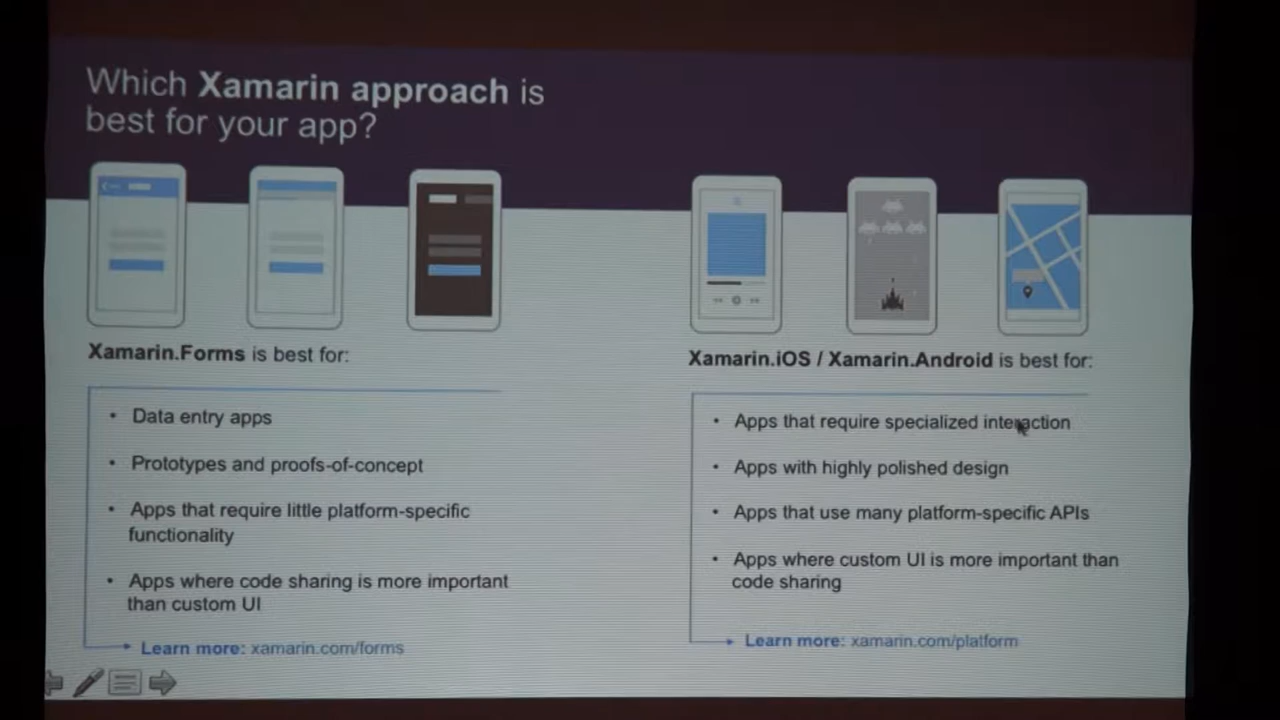 Which Xamarin approach is
best for your app?
Xamarin.Forms is best for:
• Data entry apps
• Prototypes and proofs-of-concept
• Apps that require little platform-specific
functionality
• Apps where code sharing is more important
than custom UI
Learn more: xamarin.com/forms
Xamarin.iOS / Xamarin.Android is best for:
• Apps that require specialized interaction
• Apps with highly polished design
• Apps that use many platform-specific APIs
• Apps where custom UI is more important than
code sharing
Learn more: xamarin.com/platform